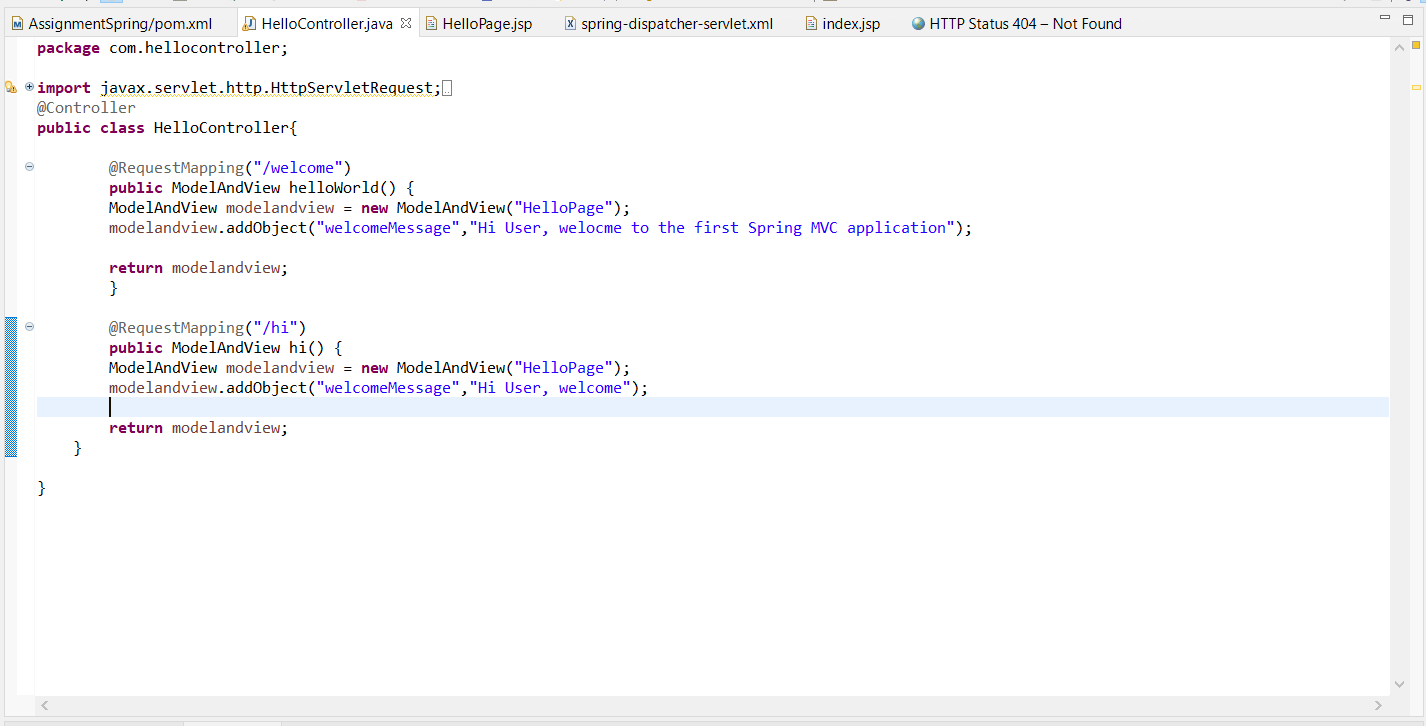 AssignmentSpring/pom.xml HelloController.java HelloPage.jsp spring-dispatcher-servlet.xml index.jsp HTTP Status 404 – Not Found
package com.hellocontroller;
import javax.servlet.http.HttpServletRequest;
@Controller
public class HelloController{
@RequestMapping("/welcome")
public ModelAndView helloWorld() {
ModelAndView modelandview = new ModelAndView("HelloPage");
modelandview.addObject("welcomeMessage","Hi User, welocme to the first Spring MVC application");
return modelandview;
}
@RequestMapping("/hi")
public ModelAndView hi() {
ModelAndView modelandview = new ModelAndView("HelloPage");
modelandview.addObject("welcomeMessage","Hi User, welcome");
return modelandview;
}
}